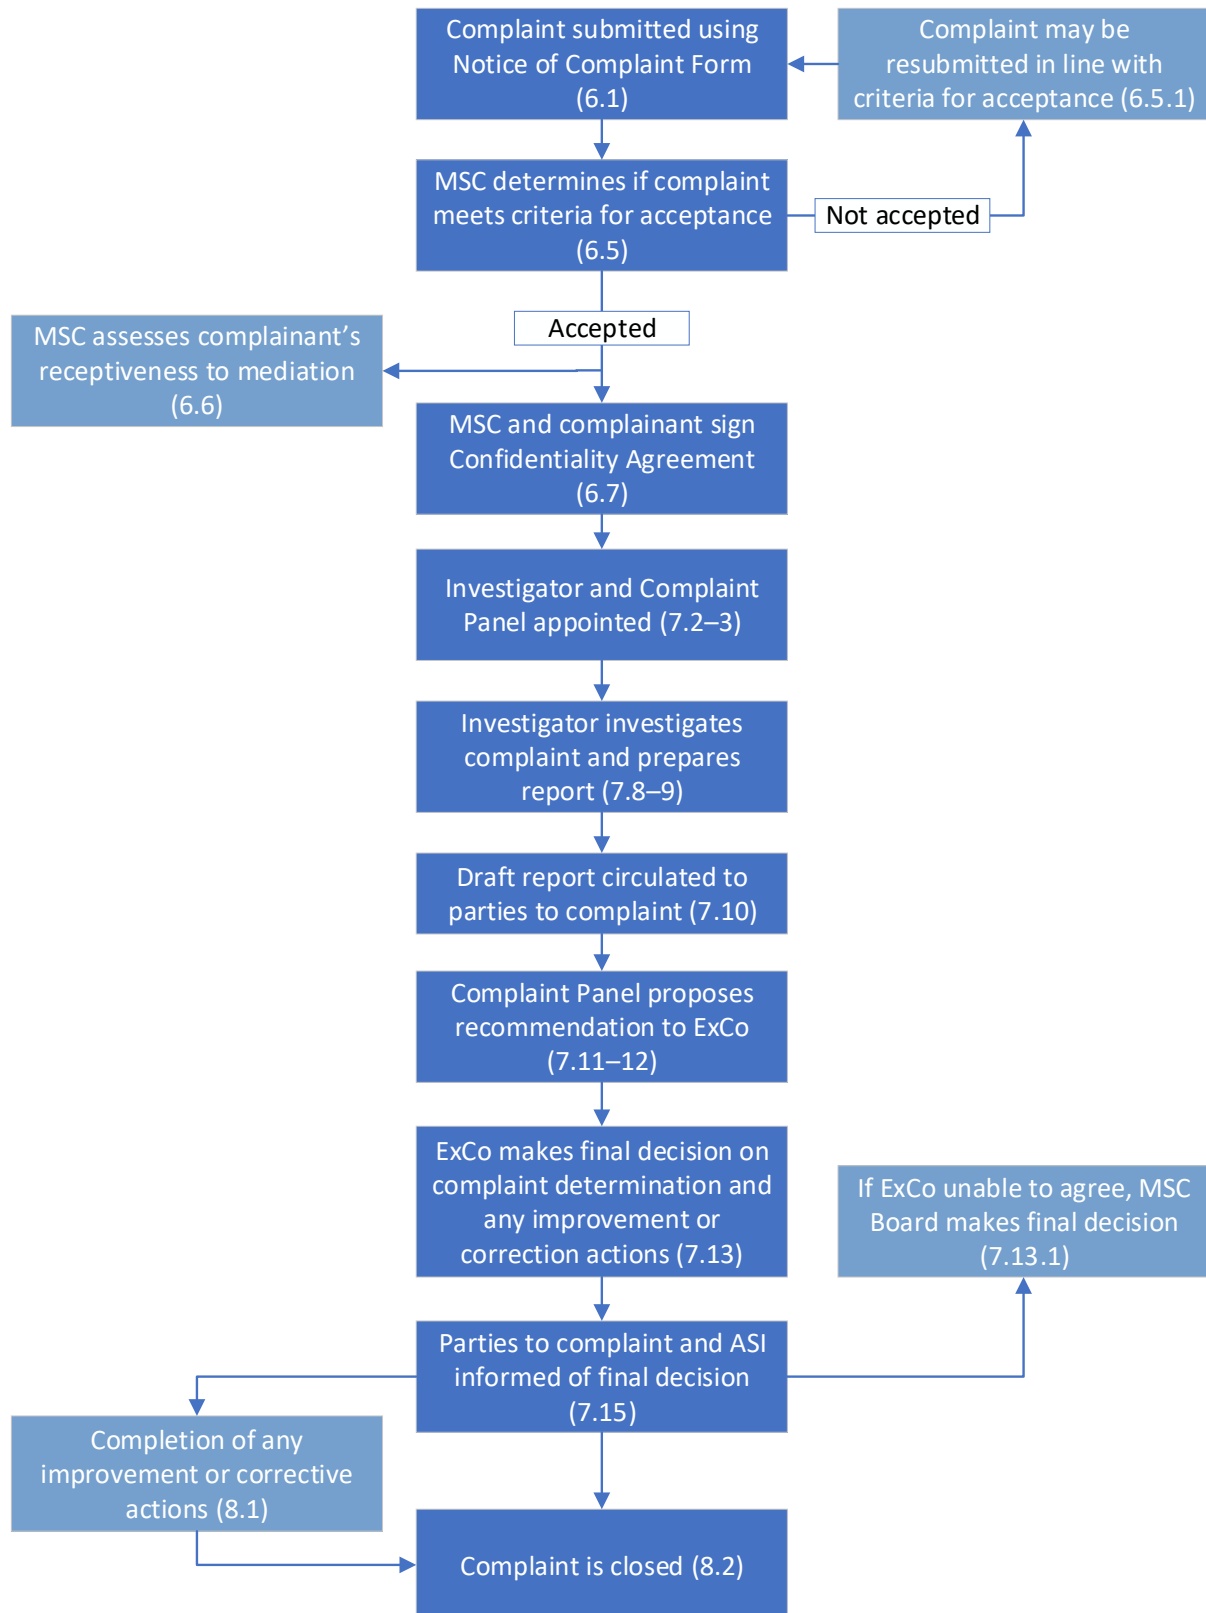 Complaint submitted using
Notice of Complaint Form
(6.1)
Complaint may be
resubmitted in line with
criteria for acceptance (6.5.1)
MSC determines if complaint
meets criteria for acceptance
(6.5)
Not accepted
Accepted
MSC assesses complainant’s
receptiveness to mediation
(6.6)
MSC and complainant sign
Confidentiality Agreement
(6.7)
Investigator and Complaint
Panel appointed (7.2–3)
Investigator investigates
complaint and prepares
report (7.8–9)
Draft report circulated to
parties to complaint (7.10)
Complaint Panel proposes
recommendation to ExCo
(7.11–12)
ExCo makes final decision on
complaint determination and
any improvement or
correction actions (7.13)
If ExCo unable to agree, MSC
Board makes final decision
(7.13.1)
Parties to complaint and ASI
informed of final decision
(7.15)
Completion of any
improvement or corrective
actions (8.1)
Complaint is closed (8.2)